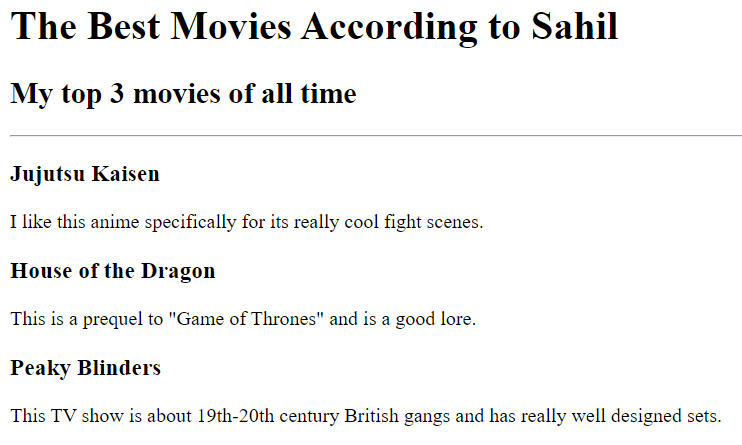 The Best Movies According to Sahil
My top 3 movies of all time
Jujutsu Kaisen
I like this anime specifically for its really cool fight scenes.
House of the Dragon
This is a prequel to "Game of Thrones" and is a good lore.
Peaky Blinders
This TV show is about 19th-20th century British gangs and has really well designed sets.